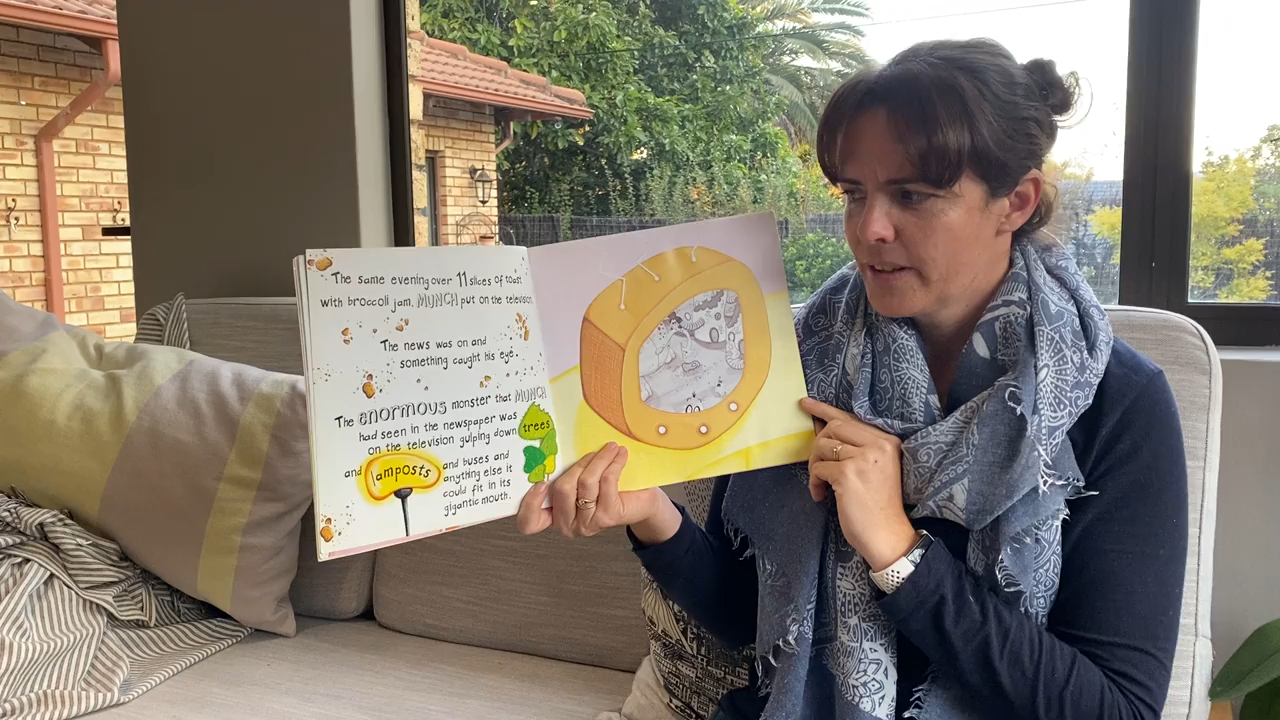 The same evening over 11 slices of toast
with broccoli jam, MUNCH put on the television.
The news was on and
something caught his eye.
The enormous monster that MUNCH
had seen in the newspaper was
on the television gulping down trees
and lamposts and buses and
anything else it
could fit in its
gigantic mouth.